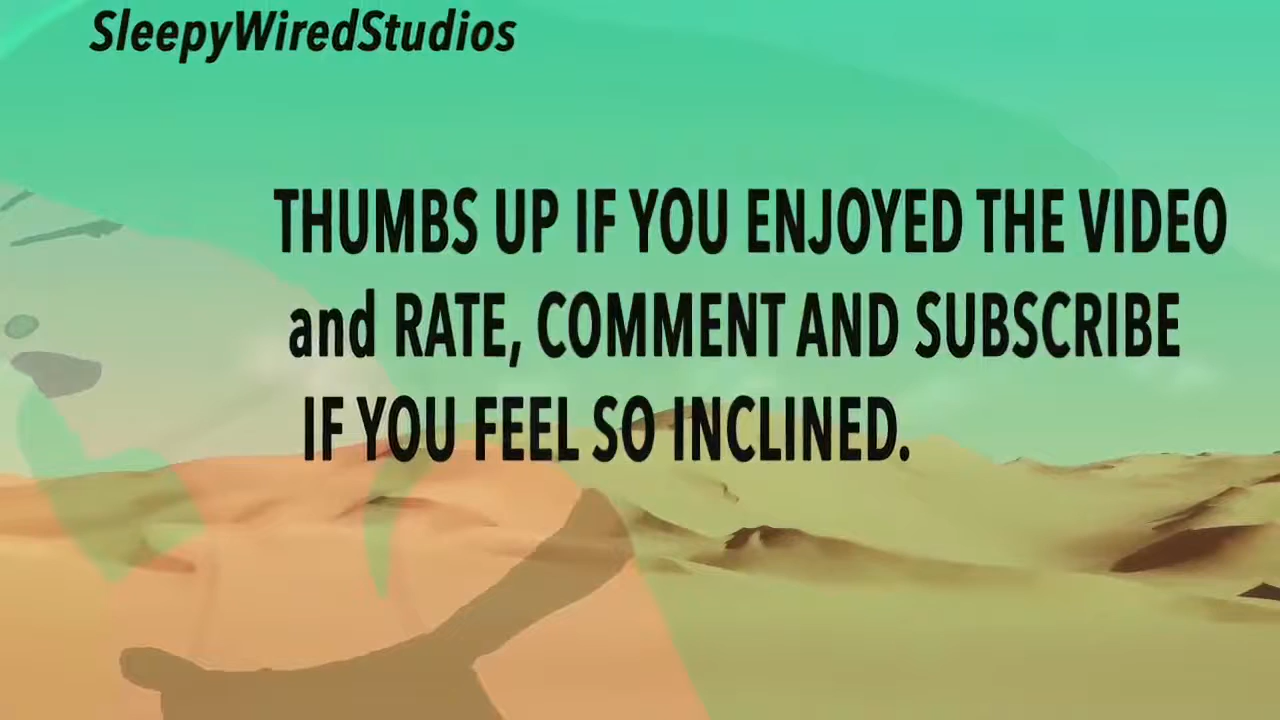 SleepyWiredStudios
THUMBS UP IF YOU ENJOYED THE VIDEO
and RATE, COMMENT AND SUBSCRIBE
IF YOU FEEL SO INCLINED.